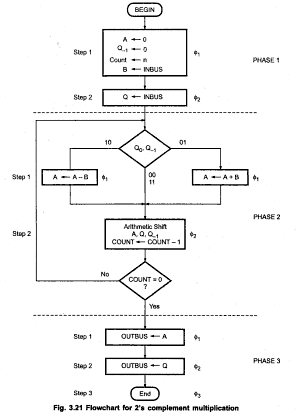 BEGIN
Step 1
A ← 0
Q₋₁ ← 0
Count ← n
B ← INBUS
ϕ₁
PHASE 1
Step 2
Q ← INBUS
ϕ₂
10
Q₀, Q₋₁
01
Step 1
A ← A – B
ϕ₁
00
11
A ← A + B
ϕ₁
PHASE 2
Step 2
Arithmetic Shift
A, Q, Q₋₁
COUNT ← COUNT – 1
ϕ₂
No
COUNT = 0
?
Yes
Step 1
OUTBUS ← A
ϕ₁
Step 2
OUTBUS ← Q
ϕ₂
PHASE 3
Step 3
End
ϕ₃
Fig. 3.21 Flowchart for 2's complement multiplication